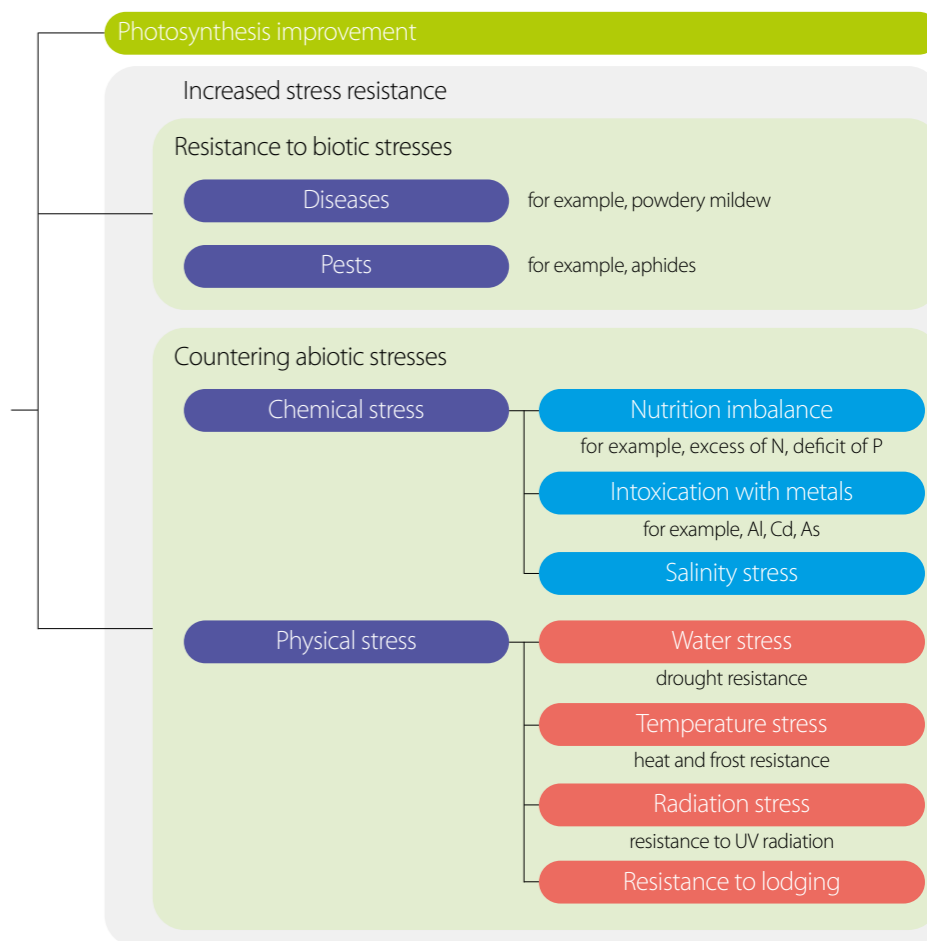 Photosynthesis improvement
Increased stress resistance
Resistance to biotic stresses
Diseases
for example, powdery mildew
Pests
for example, aphides
Countering abiotic stresses
Chemical stress
Nutrition imbalance
for example, excess of N, deficit of P
Intoxication with metals
for example, Al, Cd, As
Salinity stress
Physical stress
Water stress
drought resistance
Temperature stress
heat and frost resistance
Radiation stress
resistance to UV radiation
Resistance to lodging